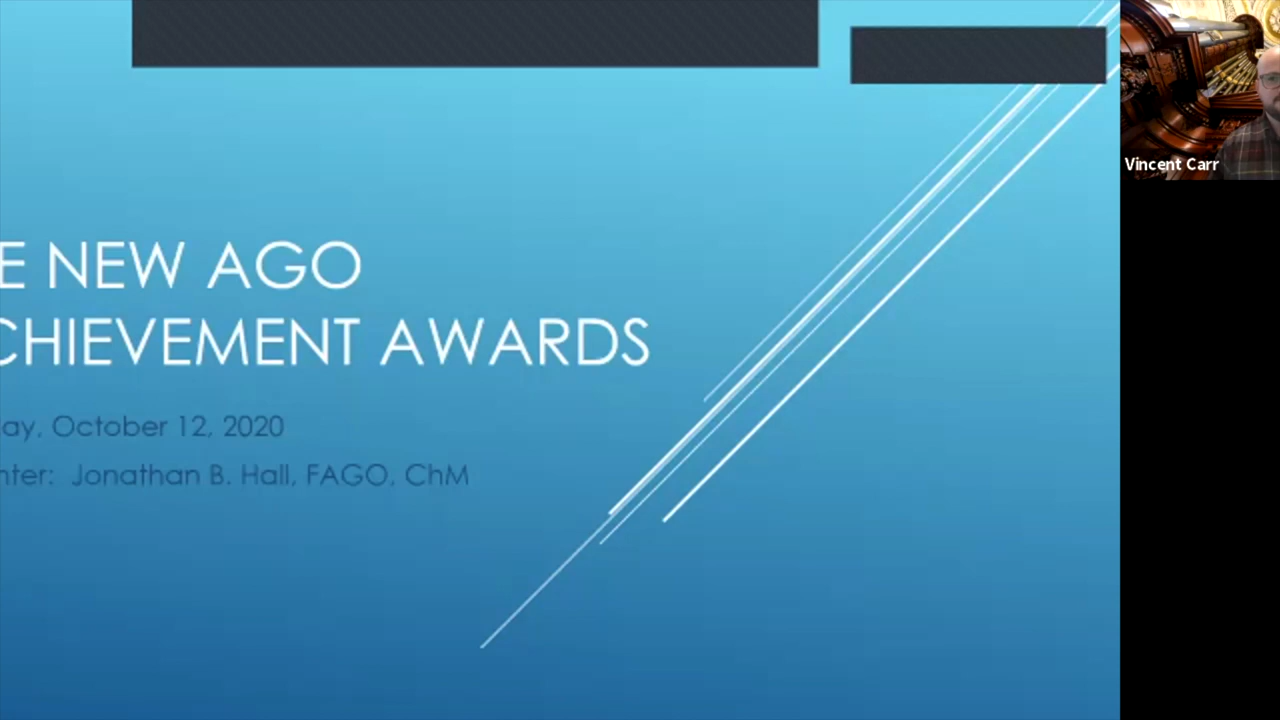 E NEW AGO
CHIEVEMENT AWARDS
ay, October 12, 2020
nter: Jonathan B. Hall, FAGO, ChM
Vincent Carr